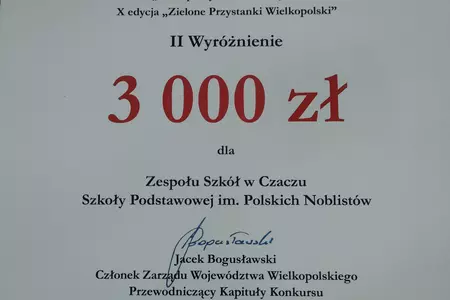 X edycja „Zielone Przystanki Wielkopolski”
II Wyróżnienie
3 000 zł
dla
Zespołu Szkół w Czaczu
Szkoły Podstawowej im. Polskich Noblistów
Bogusławski
Jacek Bogusławski
Członek Zarządu Województwa Wielkopolskiego
Przewodniczący Kapituły Konkursu